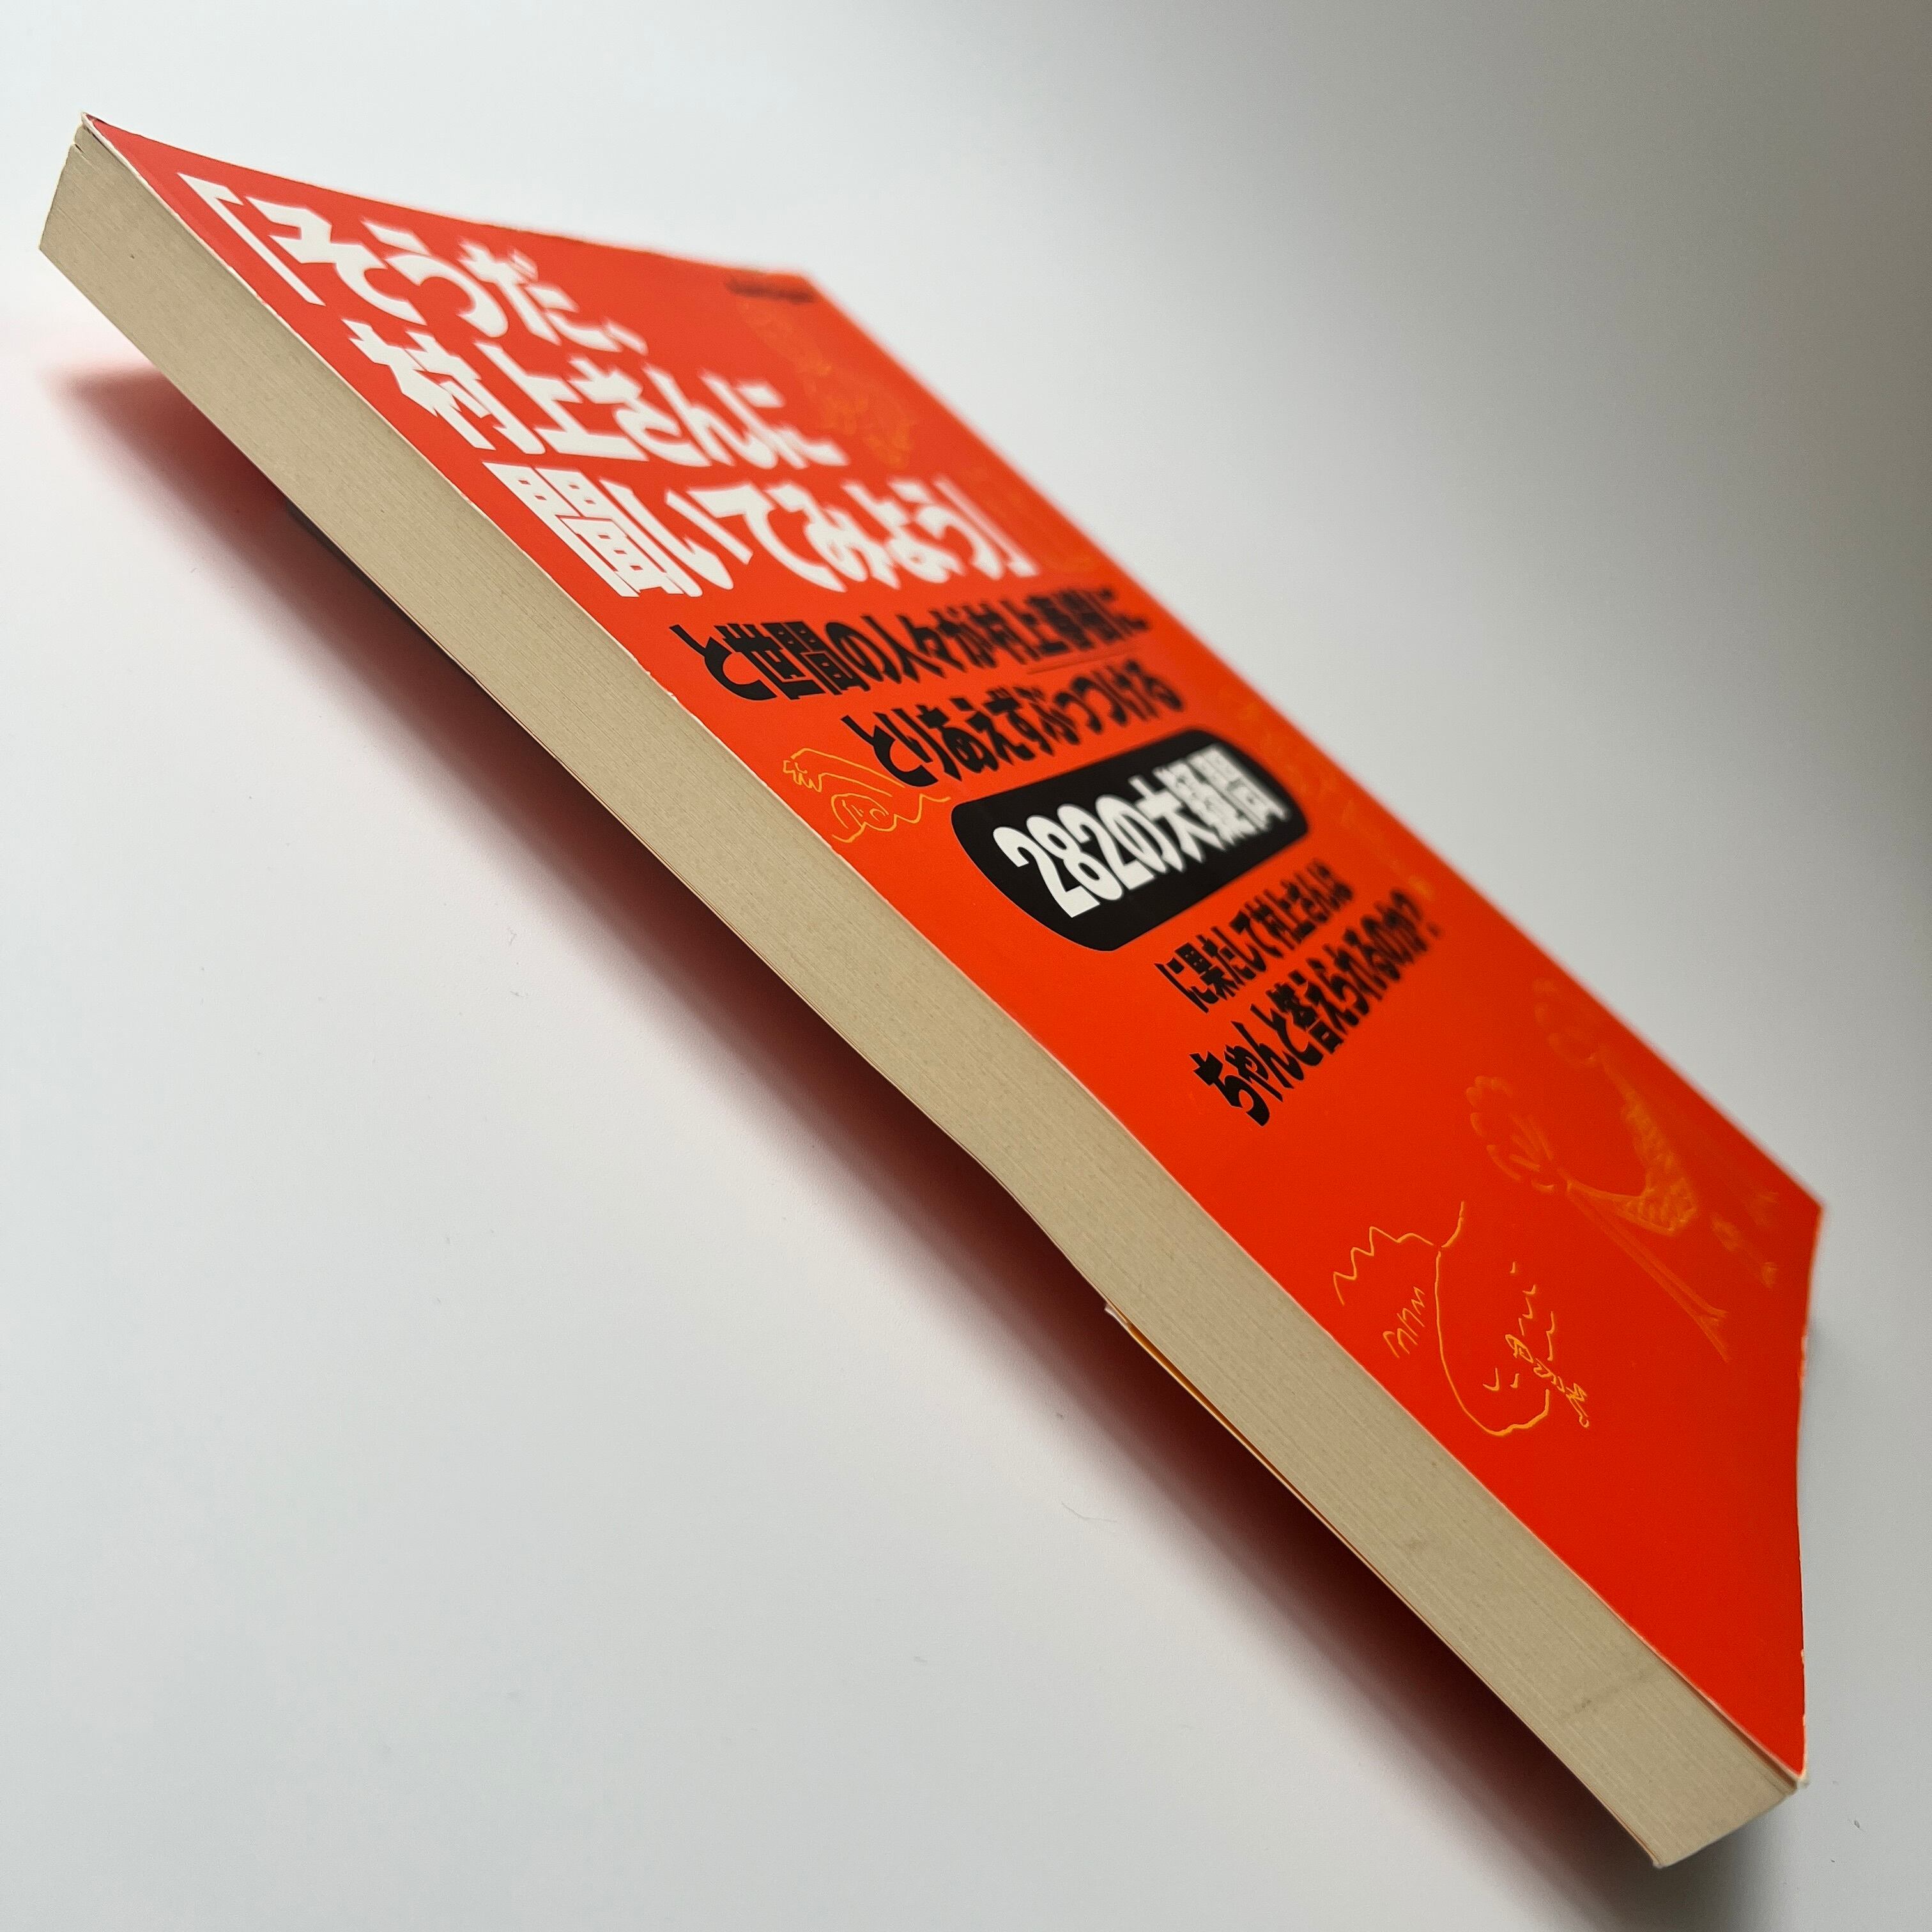 「そうだ、
村上さんに
聞いてみよう」
と世間の人々が村上春樹に
とりあえずぶっつける
282の大疑問
に果たして村上さんは
ちゃんと答えられるのか?